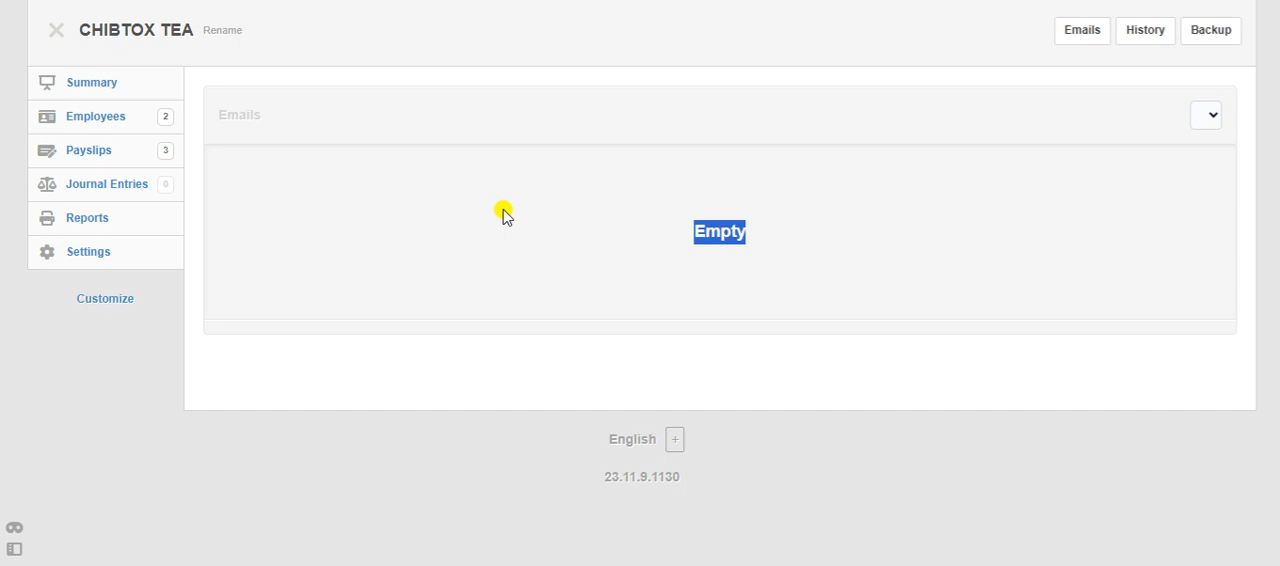 CHIBTOX TEA Rename
Emails History Backup
Summary
Employees 2
Payslips 3
Journal Entries 0
Reports
Settings
Customize
Emails
Empty
English +
23.11.9.1130